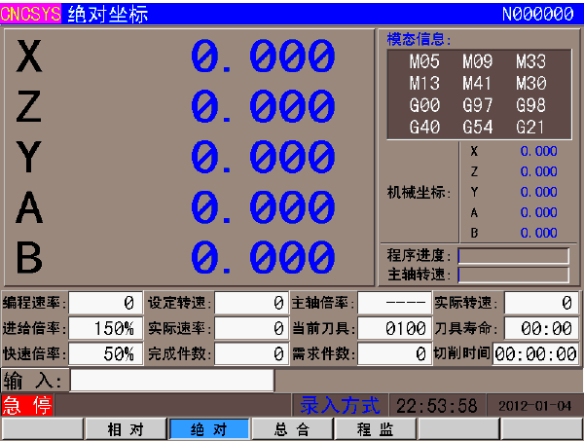 CNCSYS 绝对坐标 N000000
X 0.000
Z 0.000
Y 0.000
A 0.000
B 0.000
模态信息:
M05 M09 M33
M13 M41 M30
G00 G97 G98
G40 G54 G21
机械坐标:
X 0.000
Z 0.000
Y 0.000
A 0.000
B 0.000
程序进度:
主轴转速:
编程速率: 0 设定转速: 0 主轴倍率: ---- 实际转速: 0
进给倍率: 150% 实际速率: 0 当前刀具: 0100 刀具寿命: 00:00
快速倍率: 50% 完成件数: 0 需求件数: 0 切削时间 00:00:00
输 入:
急 停 录入方式 22:53:58 2012-01-04
相 对 绝 对 总 合 程 监